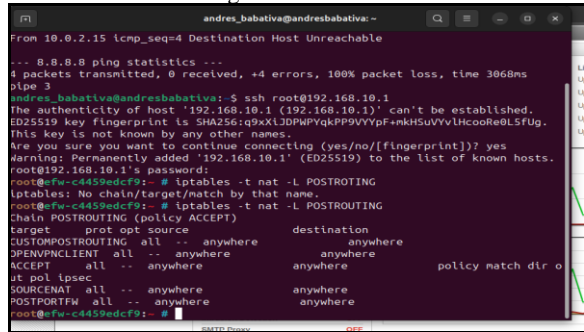 andres_babativa@andresbabativa: ~
From 10.0.2.15 icmp_seq=4 Destination Host Unreachable
--- 8.8.8.8 ping statistics ---
4 packets transmitted, 0 received, +4 errors, 100% packet loss, time 3068ms
pipe 3
andres_babativa@andresbabativa:~$ ssh root@192.168.10.1
The authenticity of host '192.168.10.1 (192.168.10.1)' can't be established.
ED25519 key fingerprint is SHA256:q9xXiJDPWPYqkPP9VYYpF+mkHSuVYvlHcooRe0L5fUg.
This key is not known by any other names.
Are you sure you want to continue connecting (yes/no/[fingerprint])? yes
Warning: Permanently added '192.168.10.1' (ED25519) to the list of known hosts.
root@192.168.10.1's password:
root@efw-c4459edcf9:~ # iptables -t nat -L POSTROTING
iptables: No chain/target/match by that name.
root@efw-c4459edcf9:~ # iptables -t nat -L POSTROUTING
Chain POSTROUTING (policy ACCEPT)
target prot opt source destination
CUSTOMPOSTROUTING all -- anywhere anywhere
OPENVPNCLIENT all -- anywhere anywhere
ACCEPT all -- anywhere anywhere policy match dir o
ut pol ipsec
SOURCENAT all -- anywhere anywhere
POSTPORTFW all -- anywhere anywhere
root@efw-c4459edcf9:~ #
SMTP Proxy OFF